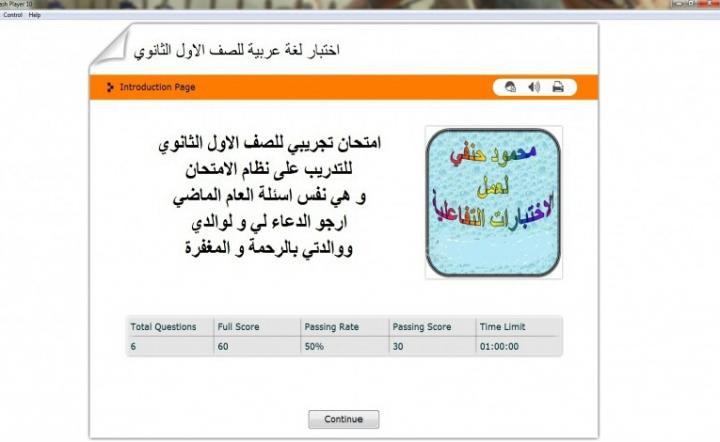 ash Player 10
Control Help
اختبار لغة عربية للصف الاول الثانوي
Introduction Page
امتحان تجريبي للصف الاول الثانوي
للتدريب على نظام الامتحان
و هي نفس اسئلة العام الماضي
ارجو الدعاء لي و لوالدي
ووالدتي بالرحمة و المغفرة
محمود حنفي
لعمل
الاختبارات التفاعلية
Total Questions Full Score Passing Rate Passing Score Time Limit
6 60 50% 30 01:00:00
Continue